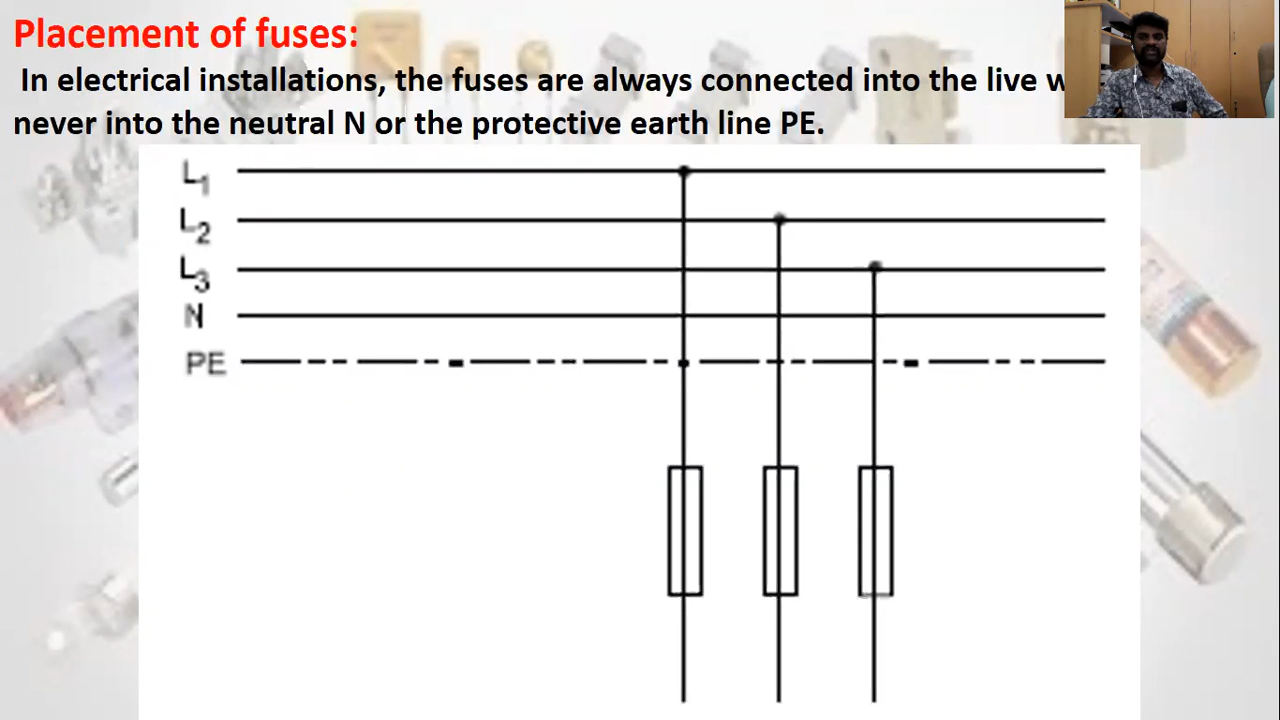 Placement of fuses:
In electrical installations, the fuses are always connected into the live
never into the neutral N or the protective earth line PE.
L1
L2
L3
N
PE